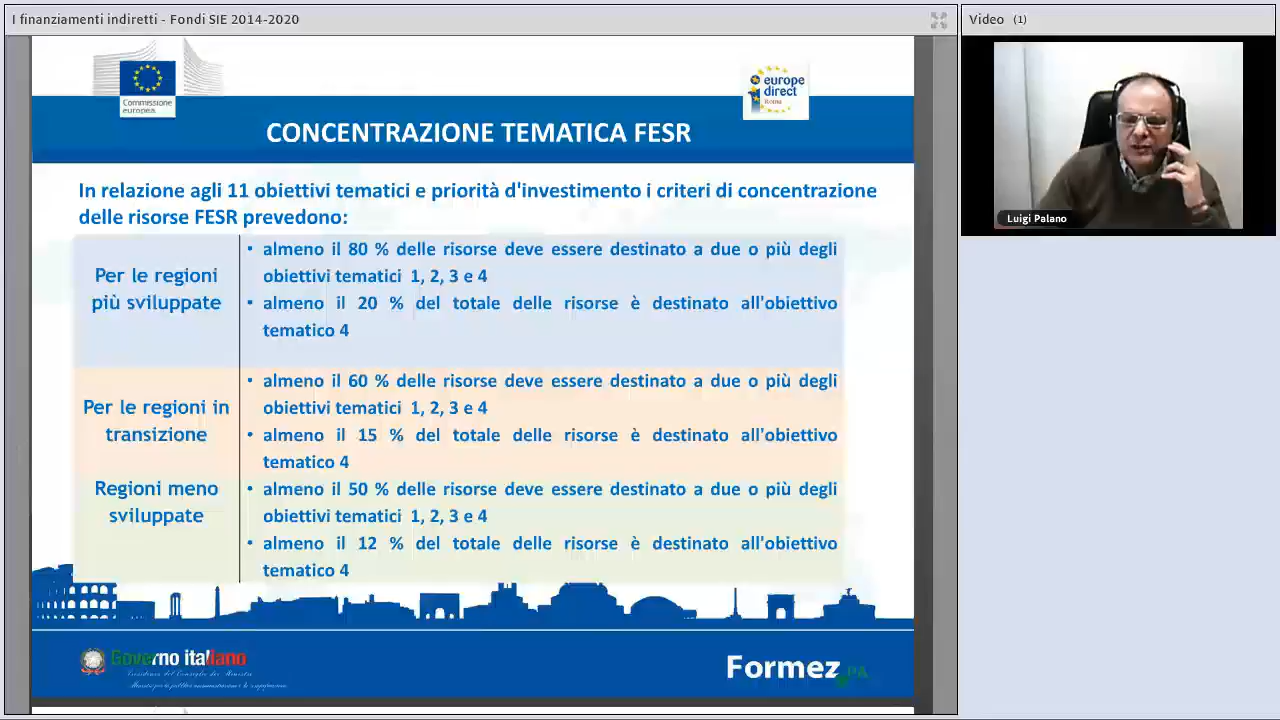 I finanziamenti indiretti - Fondi SIE 2014-2020
Video (1)
Commissione
europea
europe
direct
Roma
Luigi Palano
CONCENTRAZIONE TEMATICA FESR
In relazione agli 11 obiettivi tematici e priorità d'investimento i criteri di concentrazione
delle risorse FESR prevedono:
Per le regioni
più sviluppate
• almeno il 80 % delle risorse deve essere destinato a due o più degli
obiettivi tematici 1, 2, 3 e 4
• almeno il 20 % del totale delle risorse è destinato all'obiettivo
tematico 4
Per le regioni in
transizione
• almeno il 60 % delle risorse deve essere destinato a due o più degli
obiettivi tematici 1, 2, 3 e 4
• almeno il 15 % del totale delle risorse è destinato all'obiettivo
tematico 4
Regioni meno
sviluppate
• almeno il 50 % delle risorse deve essere destinato a due o più degli
obiettivi tematici 1, 2, 3 e 4
• almeno il 12 % del totale delle risorse è destinato all'obiettivo
tematico 4
Governo italiano
Presidenza del Consiglio dei Ministri
Formez PA